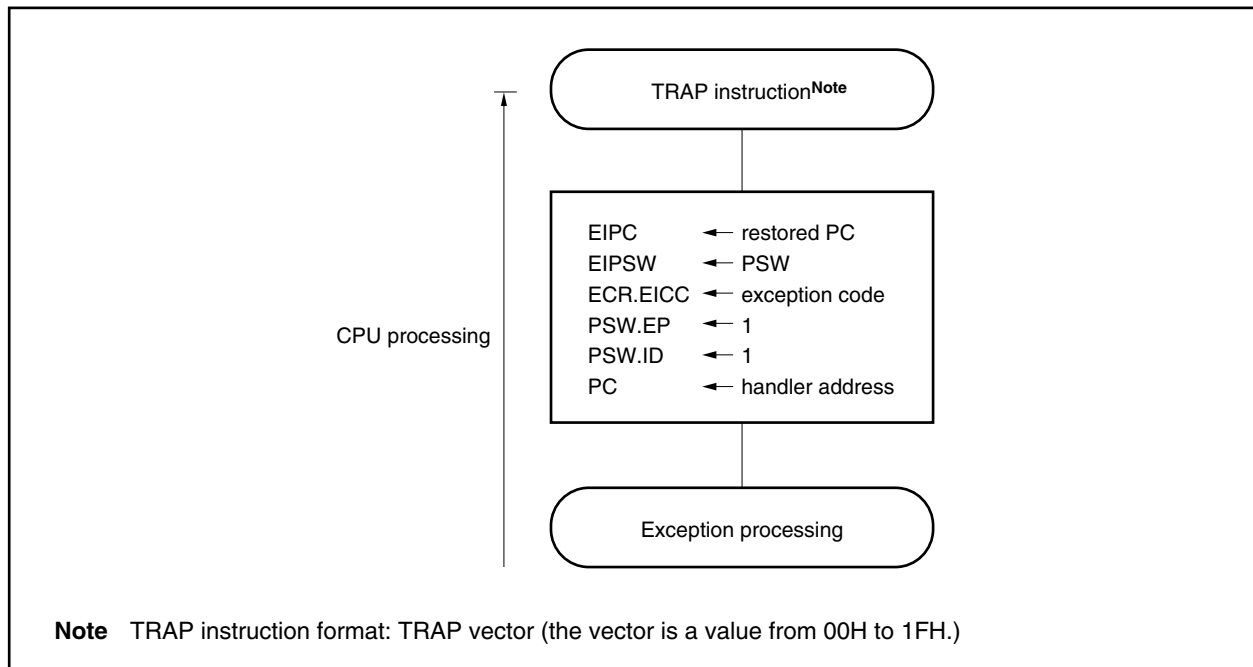 TRAP instructionNote
EIPC ← restored PC
EIPSW ← PSW
ECR.EICC ← exception code
PSW.EP ← 1
PSW.ID ← 1
PC ← handler address
CPU processing
Exception processing
Note TRAP instruction format: TRAP vector (the vector is a value from 00H to 1FH.)